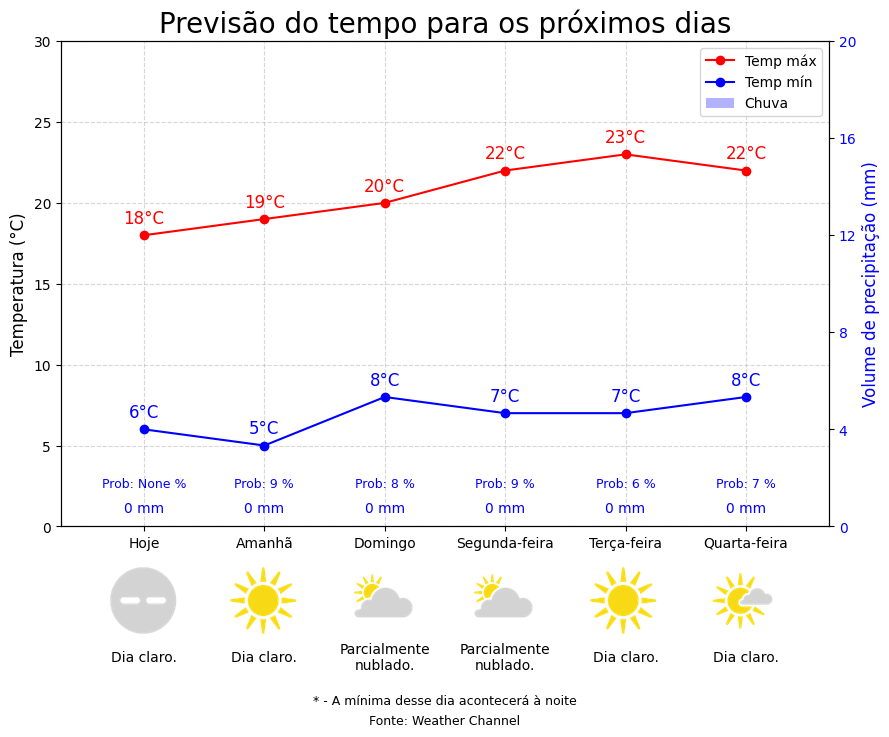 Previsão do tempo para os próximos dias
30
25
20
15
10
5
0
Temperatura (°C)
20
16
12
8
4
0
Volume de precipitação (mm)
Temp máx
Temp mín
Chuva
18°C
19°C
20°C
22°C
23°C
22°C
6°C
5°C
8°C
7°C
7°C
8°C
Prob: None %
Prob: 9 %
Prob: 8 %
Prob: 9 %
Prob: 6 %
Prob: 7 %
0 mm
0 mm
0 mm
0 mm
0 mm
0 mm
Hoje
Amanhã
Domingo
Segunda-feira
Terça-feira
Quarta-feira
Dia claro.
Dia claro.
Parcialmente
nublado.
Parcialmente
nublado.
Dia claro.
Dia claro.
* - A mínima desse dia acontecerá à noite
Fonte: Weather Channel